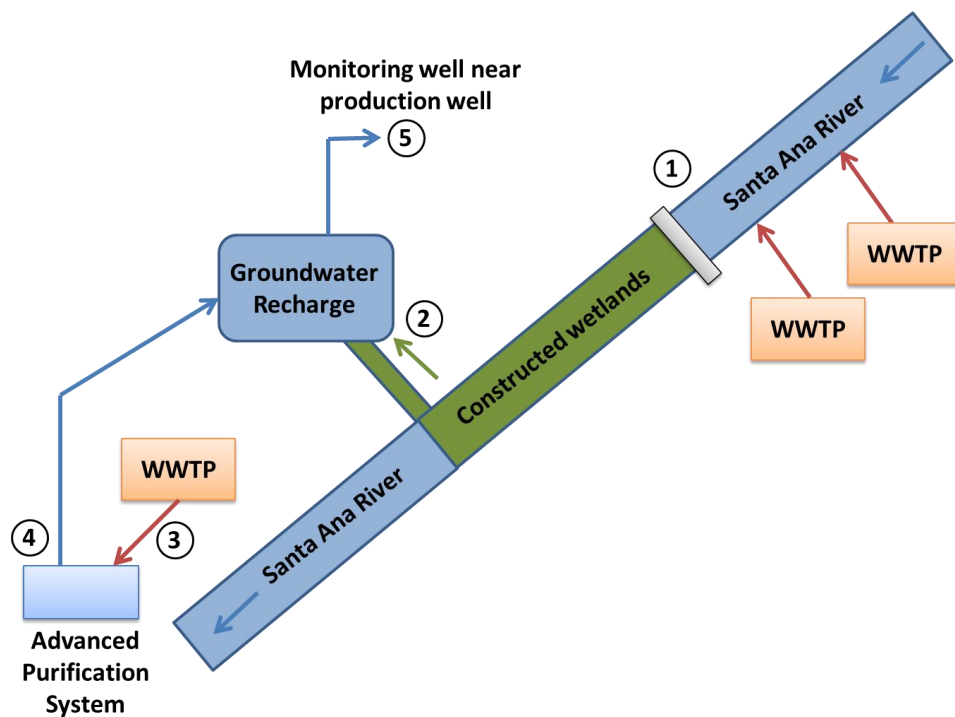 Monitoring well near
production well
5
1
Santa Ana River
WWTP
WWTP
Groundwater
Recharge
2
Constructed wetlands
WWTP
3
4
Santa Ana River
Advanced
Purification
System